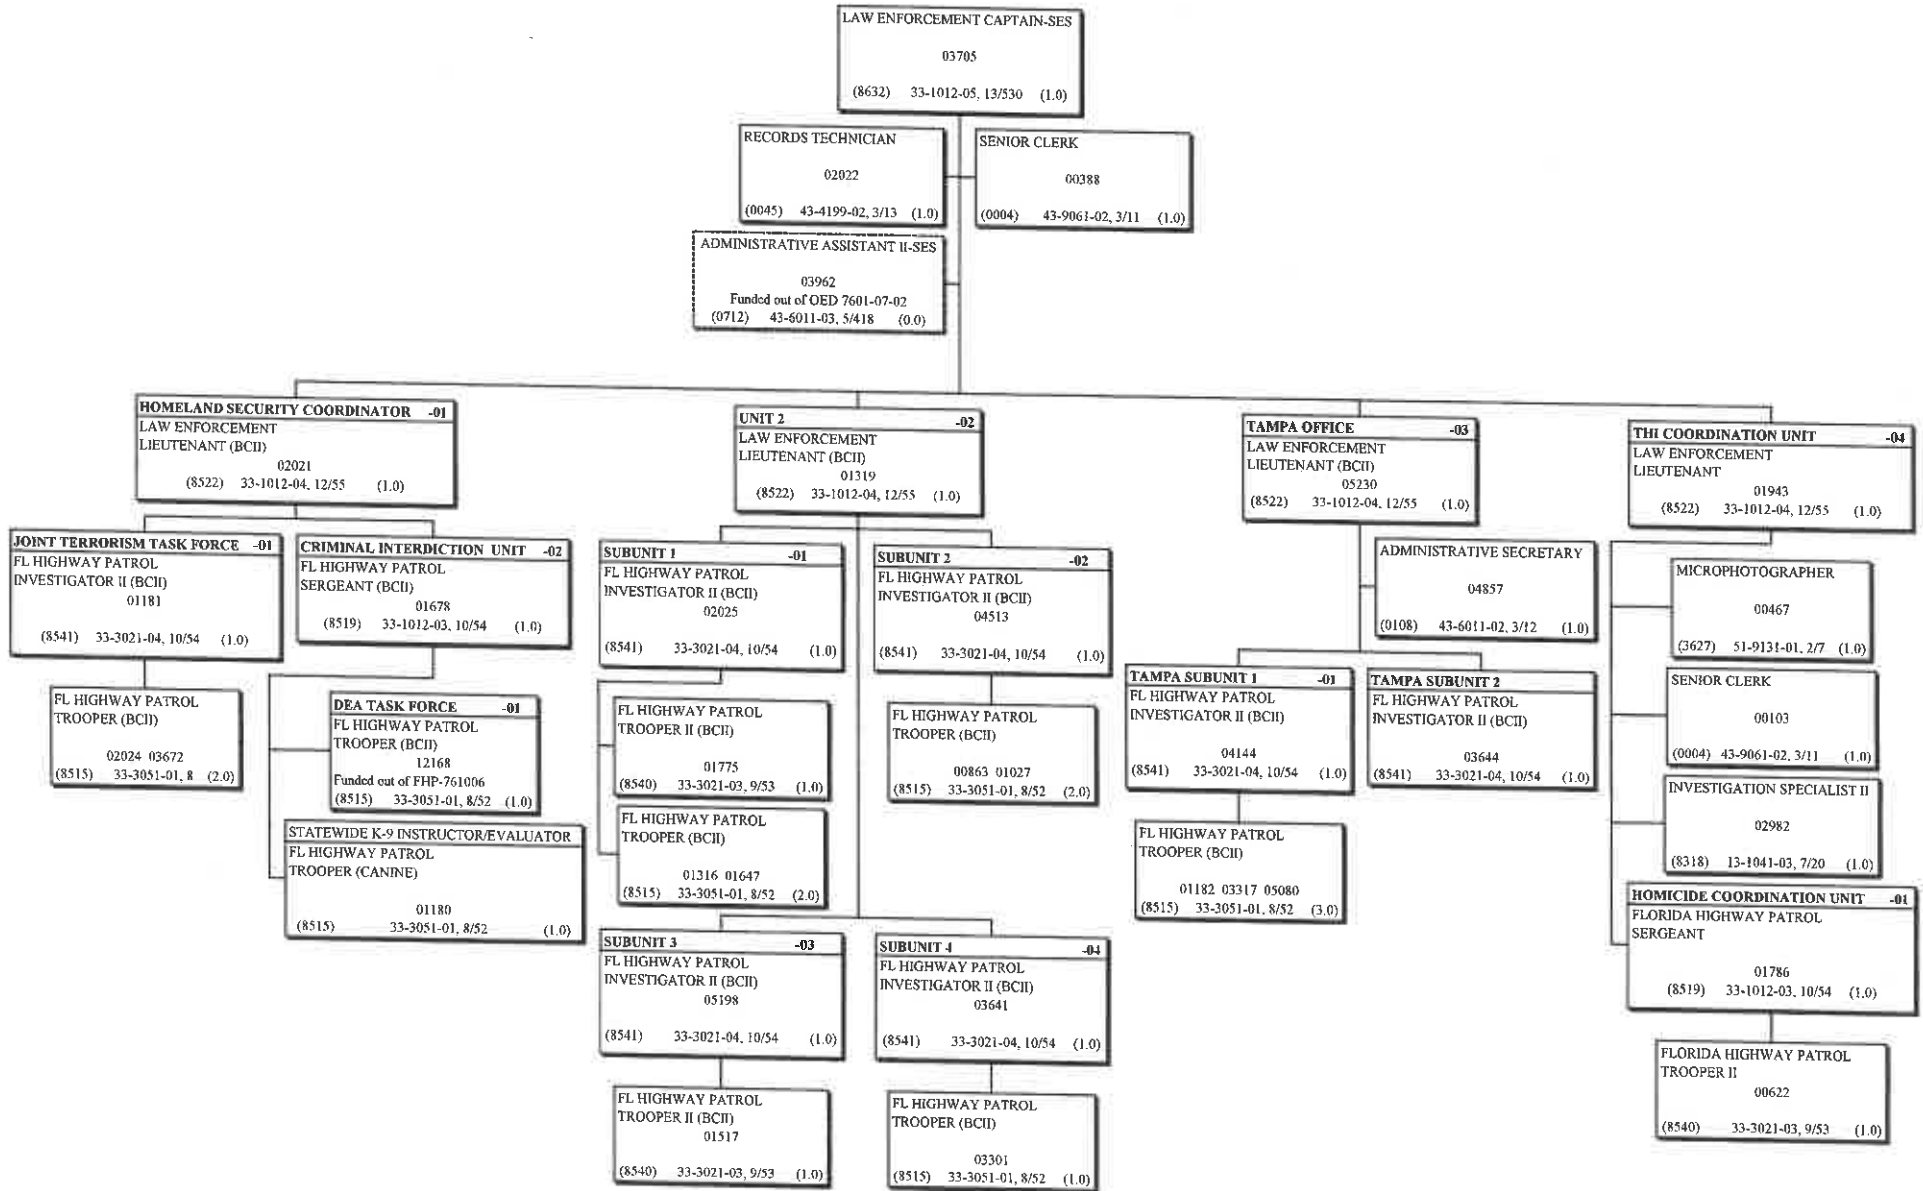 LAW ENFORCEMENT CAPTAIN-SES
03705
(8632) 33-1012-05, 13/530 (1.0)
RECORDS TECHNICIAN
02022
(0045) 43-4199-02, 3/13 (1.0)
SENIOR CLERK
00388
(0004) 43-9061-02, 3/11 (1.0)
ADMINISTRATIVE ASSISTANT II-SES
03962
Funded out of OED 7601-07-02
(0712) 43-6011-03, 5/418 (0.0)
HOMELAND SECURITY COORDINATOR -01
LAW ENFORCEMENT
LIEUTENANT (BCII)
02021
(8522) 33-1012-04, 12/55 (1.0)
JOINT TERRORISM TASK FORCE -01
FL HIGHWAY PATROL
INVESTIGATOR II (BCII)
01181
(8541) 33-3021-04, 10/54 (1.0)
FL HIGHWAY PATROL
TROOPER (BCII)
02024 03672
(8515) 33-3051-01, 8 (2.0)
CRIMINAL INTERDICTION UNIT -02
FL HIGHWAY PATROL
SERGEANT (BCII)
01678
(8519) 33-1012-03, 10/54 (1.0)
DEA TASK FORCE -01
FL HIGHWAY PATROL
TROOPER (BCII)
12168
Funded out of FHP-761006
(8515) 33-3051-01, 8/52 (1.0)
STATEWIDE K-9 INSTRUCTOR/EVALUATOR
FL HIGHWAY PATROL
TROOPER (CANINE)
01180
(8515) 33-3051-01, 8/52 (1.0)
UNIT 2 -02
LAW ENFORCEMENT
LIEUTENANT (BCII)
01319
(8522) 33-1012-04, 12/55 (1.0)
SUBUNIT 1 -01
FL HIGHWAY PATROL
INVESTIGATOR II (BCII)
02025
(8541) 33-3021-04, 10/54 (1.0)
FL HIGHWAY PATROL
TROOPER II (BCII)
01775
(8540) 33-3021-03, 9/53 (1.0)
FL HIGHWAY PATROL
TROOPER (BCII)
01316 01647
(8515) 33-3051-01, 8/52 (2.0)
SUBUNIT 2 -02
FL HIGHWAY PATROL
INVESTIGATOR II (BCII)
04513
(8541) 33-3021-04, 10/54 (1.0)
FL HIGHWAY PATROL
TROOPER (BCII)
00863 01027
(8515) 33-3051-01, 8/52 (2.0)
SUBUNIT 3 -03
FL HIGHWAY PATROL
INVESTIGATOR II (BCII)
05198
(8541) 33-3021-04, 10/54 (1.0)
FL HIGHWAY PATROL
TROOPER II (BCII)
01517
(8540) 33-3021-03, 9/53 (1.0)
SUBUNIT 4 -04
FL HIGHWAY PATROL
INVESTIGATOR II (BCII)
03641
(8541) 33-3021-04, 10/54 (1.0)
FL HIGHWAY PATROL
TROOPER (BCII)
03301
(8515) 33-3051-01, 8/52 (1.0)
TAMPA OFFICE -03
LAW ENFORCEMENT
LIEUTENANT (BCII)
05230
(8522) 33-1012-04, 12/55 (1.0)
ADMINISTRATIVE SECRETARY
04857
(0108) 43-6011-02, 3/12 (1.0)
TAMPA SUBUNIT 1 -01
FL HIGHWAY PATROL
INVESTIGATOR II (BCII)
04144
(8541) 33-3021-04, 10/54 (1.0)
FL HIGHWAY PATROL
TROOPER (BCII)
01182 03317 05080
(8515) 33-3051-01, 8/52 (3.0)
TAMPA SUBUNIT 2
FL HIGHWAY PATROL
INVESTIGATOR II (BCII)
03644
(8541) 33-3021-04, 10/54 (1.0)
THI COORDINATION UNIT -04
LAW ENFORCEMENT
LIEUTENANT
01943
(8522) 33-1012-04, 12/55 (1.0)
MICROPHOTOGRAPHER
00467
(3627) 51-9131-01, 2/7 (1.0)
SENIOR CLERK
00103
(0004) 43-9061-02, 3/11 (1.0)
INVESTIGATION SPECIALIST II
02982
(8318) 13-1041-03, 7/20 (1.0)
HOMICIDE COORDINATION UNIT -01
FLORIDA HIGHWAY PATROL
SERGEANT
01786
(8519) 33-1012-03, 10/54 (1.0)
FLORIDA HIGHWAY PATROL
TROOPER II
00622
(8540) 33-3021-03, 9/53 (1.0)